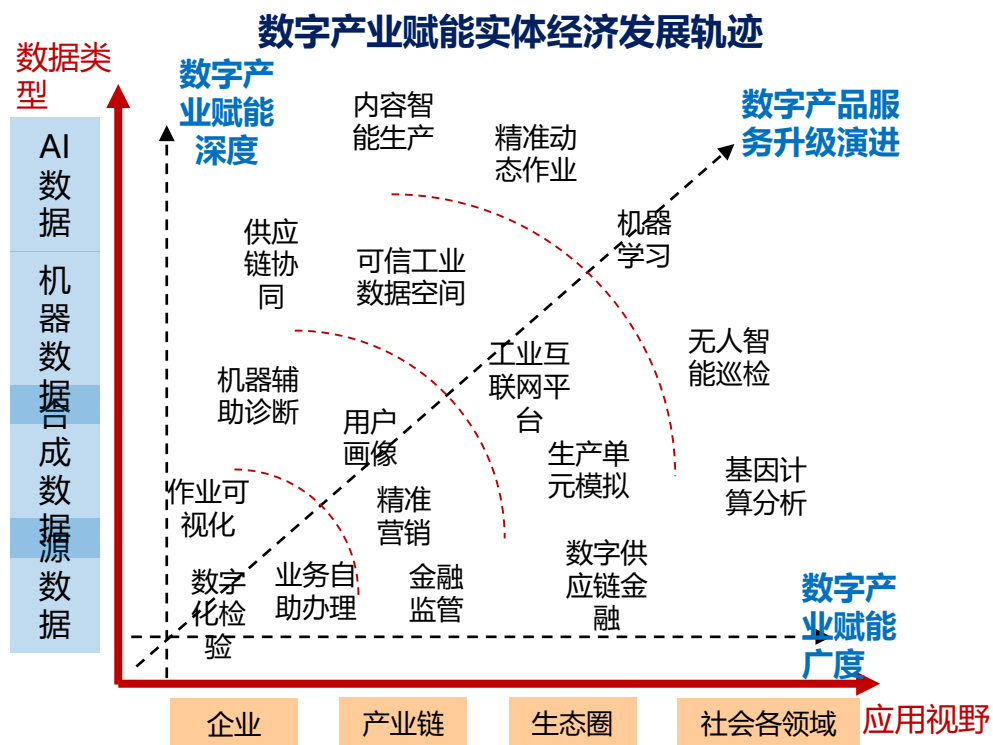 数字产业赋能实体经济发展轨迹
数据类
型
数字产
业赋能
深度
内容智
能生产
精准动
态作业
数字产品服
务升级演进
AI
数
据
机
器
数
据
合
成
数
据
源
数
据
供应
链协
同
可信工业
数据空间
机器
学习
机器辅
助诊断
用户
画像
工业互
联网平
台
无人智
能巡检
生产单
元模拟
基因计
算分析
作业可
视化
精准
营销
数字
化检
验
业务自
助办理
金融
监管
数字供
应链金
融
数字产
业赋能
广度
企业
产业链
生态圈
社会各领域
应用视野